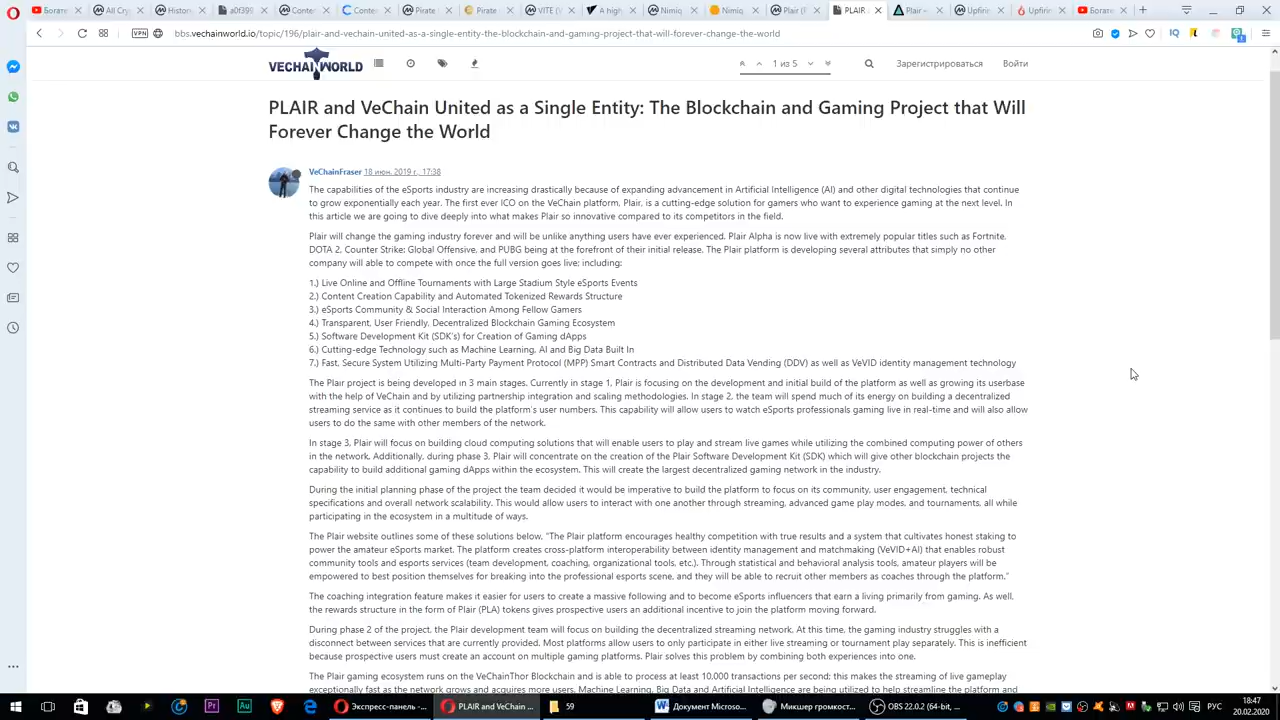 Богате
All Cry
History
a0f399
Conten
Conten
Pirate
Pirate
VITE (V
A high
Nimiq
Nimiq
Plair (P
PLAIR
Plair –
Upfirin
Upfirin
Богате
VPN
bbs.vechainworld.io/topic/196/plair-and-vechain-united-as-a-single-entity-the-blockchain-and-gaming-project-that-will-forever-change-the-world
VECHAINWORLD
1 из 5
Зарегистрироваться
Войти
PLAIR and VeChain United as a Single Entity: The Blockchain and Gaming Project that Will
Forever Change the World
VeChainFraser 18 июн. 2019 г., 17:38
The capabilities of the eSports industry are increasing drastically because of expanding advancement in Artificial Intelligence (AI) and other digital technologies that continue
to grow exponentially each year. The first ever ICO on the VeChain platform, Plair, is a cutting-edge solution for gamers who want to experience gaming at the next level. In
this article we are going to dive deeply into what makes Plair so innovative compared to its competitors in the field.
Plair will change the gaming industry forever and will be unlike anything users have ever experienced. Plair Alpha is now live with extremely popular titles such as Fortnite,
DOTA 2, Counter Strike: Global Offensive, and PUBG being at the forefront of their initial release. The Plair platform is developing several attributes that simply no other
company will able to compete with once the full version goes live; including:
1.) Live Online and Offline Tournaments with Large Stadium Style eSports Events
2.) Content Creation Capability and Automated Tokenized Rewards Structure
3.) eSports Community & Social Interaction Among Fellow Gamers
4.) Transparent, User Friendly, Decentralized Blockchain Gaming Ecosystem
5.) Software Development Kit (SDK's) for Creation of Gaming dApps
6.) Cutting-edge Technology such as Machine Learning, AI and Big Data Built In
7.) Fast, Secure System Utilizing Multi-Party Payment Protocol (MPP) Smart Contracts and Distributed Data Vending (DDV) as well as VeVID identity management technology
The Plair project is being developed in 3 main stages. Currently in stage 1, Plair is focusing on the development and initial build of the platform as well as growing its userbase
with the help of VeChain and by utilizing partnership integration and scaling methodologies. In stage 2, the team will spend much of its energy on building a decentralized
streaming service as it continues to build the platform's user numbers. This capability will allow users to watch eSports professionals gaming live in real-time and will also allow
users to do the same with other members of the network.
In stage 3, Plair will focus on building cloud computing solutions that will enable users to play and stream live games while utilizing the combined computing power of others
in the network. Additionally, during phase 3, Plair will concentrate on the creation of the Plair Software Development Kit (SDK) which will give other blockchain projects the
capability to build additional gaming dApps within the ecosystem. This will create the largest decentralized gaming network in the industry.
During the initial planning phase of the project the team decided it would be imperative to build the platform to focus on its community, user engagement, technical
specifications and overall network scalability. This would allow users to interact with one another through streaming, advanced game play modes, and tournaments, all while
participating in the ecosystem in a multitude of ways.
The Plair website outlines some of these solutions below. "The Plair platform encourages healthy competition with true results and a system that cultivates honest staking to
power the amateur eSports market. The platform creates cross-platform interoperability between identity management and matchmaking (VeVID+AI) that enables robust
community tools and esports services (team development, coaching, organizational tools, etc.). Through statistical and behavioral analysis tools, amateur players will be
empowered to best position themselves for breaking into the professional esports scene, and they will be able to recruit other members as coaches through the platform."
The coaching integration feature makes it easier for users to create a massive following and to become eSports influencers that earn a living primarily from gaming. As well,
the rewards structure in the form of Plair (PLA) tokens gives prospective users an additional incentive to join the platform moving forward.
During phase 2 of the project, the Plair development team will focus on building the decentralized streaming network. At this time, the gaming industry struggles with a
disconnect between services that are currently provided. Most platforms allow users to only participate in either live streaming or tournament play separately. This is inefficient
because prospective users must create an account on multiple gaming platforms. Plair solves this problem by combining both experiences into one.
The Plair gaming ecosystem runs on the VeChainThor Blockchain and is able to process at least 10,000 transactions per second; this makes the streaming of live gameplay
exceptionally fast as the network grows and acquires more users. Machine Learning, Big Data and Artificial Intelligence are being utilized to help streamline the platform and
Экспресс-панель -...
PLAIR and VeChain ...
59
Документ Microso...
Микшер громкост...
OBS 22.0.2 (64-bit, ...
РУС
18:47
20.02.2020